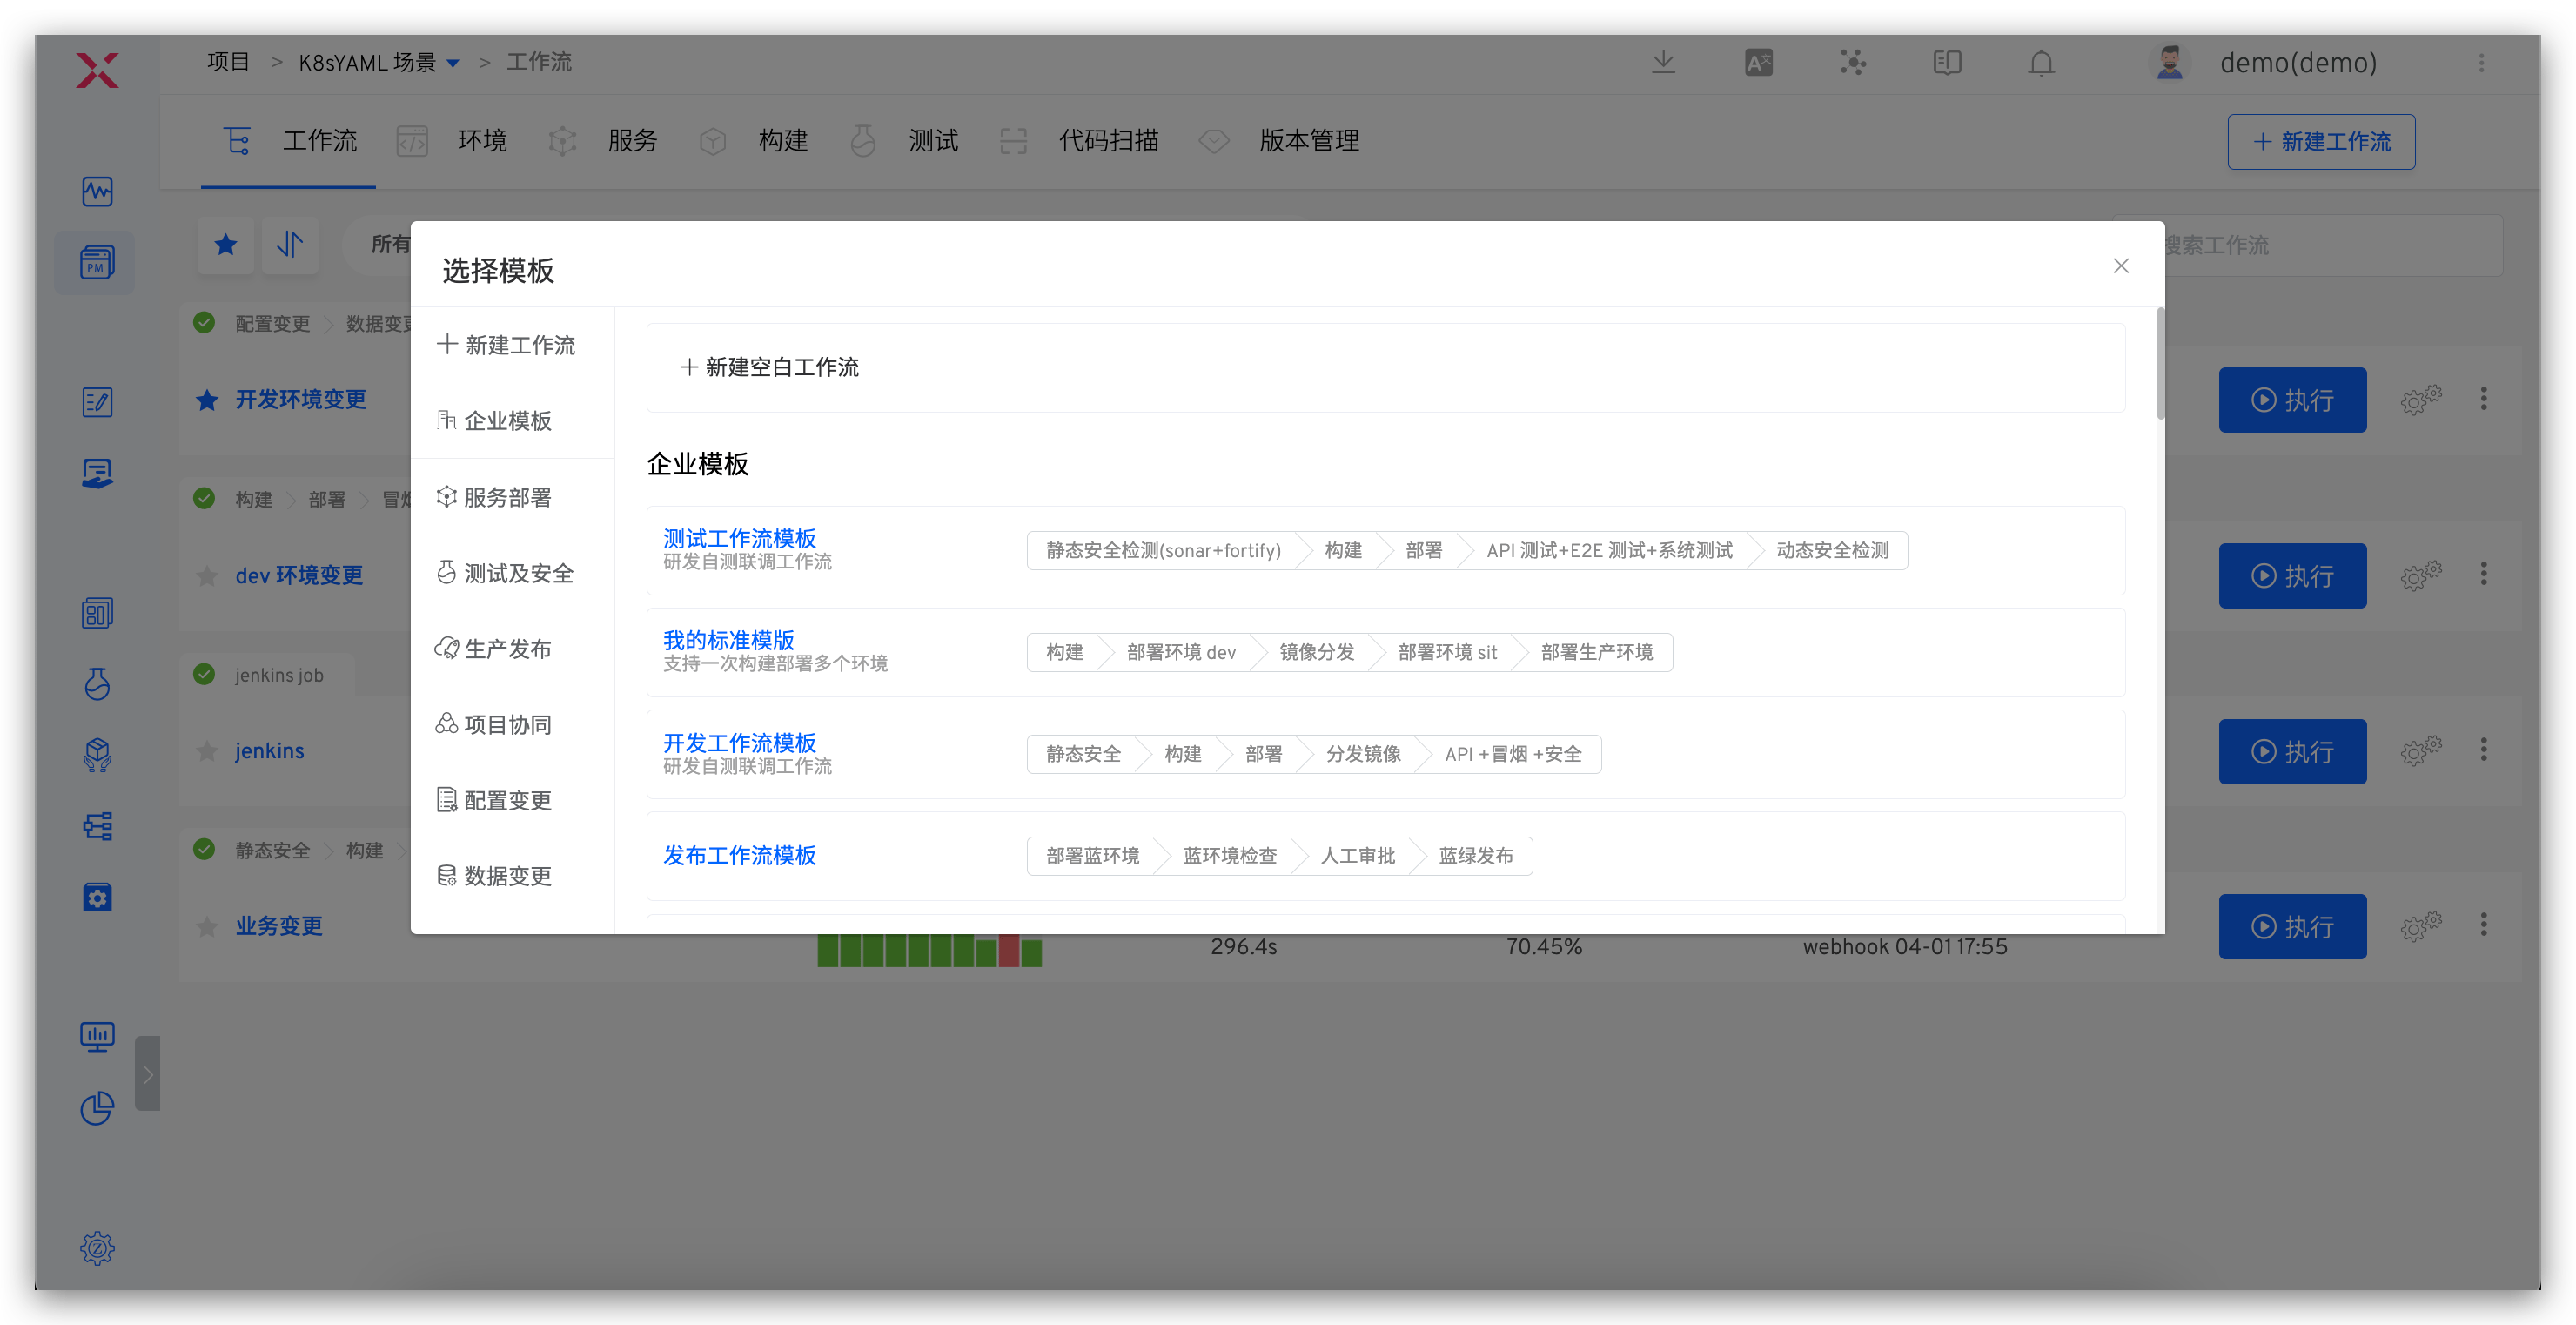 项目 > K8sYAML 场景 > 工作流
demo(demo)
工作流 环境 服务 构建 测试 代码扫描 版本管理
+ 新建工作流
所有
搜索工作流
选择模板
+ 新建工作流
企业模板
服务部署
测试及安全
生产发布
项目协同
配置变更
数据变更
+ 新建空白工作流
企业模板
测试工作流模板
研发自测联调工作流
静态安全检测(sonar+fortify) 构建 部署 API 测试+E2E 测试+系统测试 动态安全检测
我的标准模版
支持一次构建部署多个环境
构建 部署环境 dev 镜像分发 部署环境 sit 部署生产环境
开发工作流模板
研发自测联调工作流
静态安全 构建 部署 分发镜像 API +冒烟 +安全
发布工作流模板
部署蓝环境 蓝环境检查 人工审批 蓝绿发布
PM
配置变更 数据变更
开发环境变更
执行
构建 部署 冒烟
dev 环境变更
执行
jenkins job
jenkins
执行
静态安全 构建
业务变更
296.4s 70.45% webhook 04-01 17:55
执行